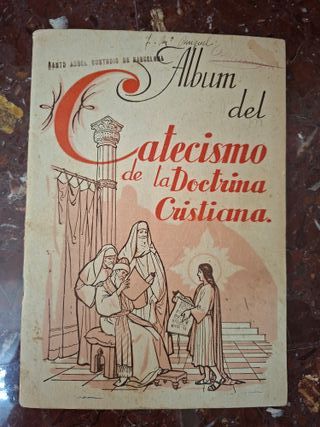 SANTO ANGEL CUSTODIO DE BARCELONA
Album
del
Catecismo
de la Doctrina
Cristiana.